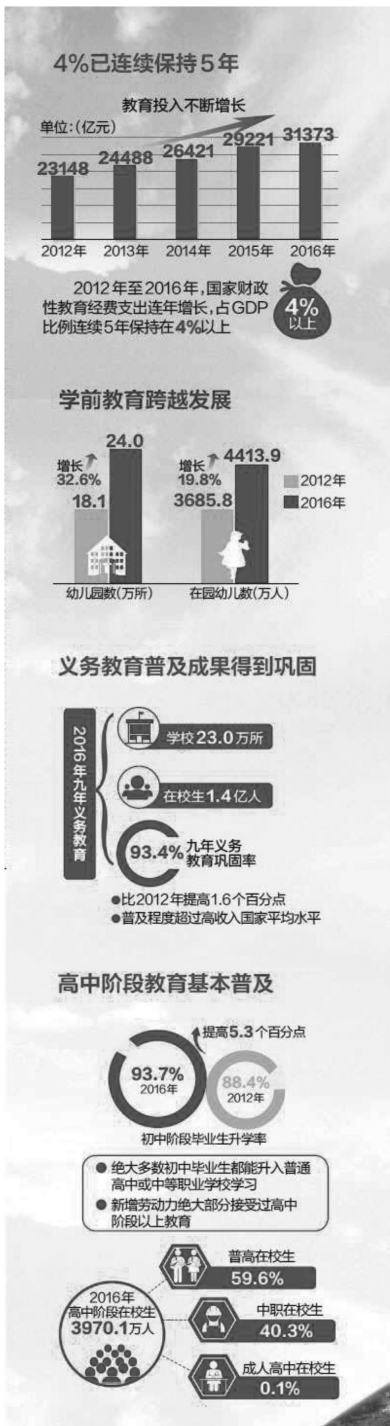 4%已连续保持5年
教育投入不断增长
单位:(亿元)
23148 24488 26421 29221 31373
2012年 2013年 2014年 2015年 2016年
2012年至2016年,国家财政
性教育经费支出连年增长,占GDP
比例连续5年保持在4%以上
4%
以上
学前教育跨越发展
增长
32.6%
18.1
24.0
幼儿园数(万所)
增长
19.8%
3685.8
4413.9
在园幼儿数(万人)
2012年
2016年
义务教育普及成果得到巩固
2016年九年义务教育
学校23.0万所
在校生1.4亿人
93.4%
九年义务
教育巩固率
●比2012年提高1.6个百分点
●普及程度超过高收入国家平均水平
高中阶段教育基本普及
提高5.3个百分点
93.7%
2016年
88.4%
2012年
初中阶段毕业生升学率
● 绝大多数初中毕业生都能升入普通
高中或中等职业学校学习
● 新增劳动力绝大部分接受过高中
阶段以上教育
2016年
高中阶段在校生
3970.1万人
普高在校生
59.6%
中职在校生
40.3%
成人高中在校生
0.1%